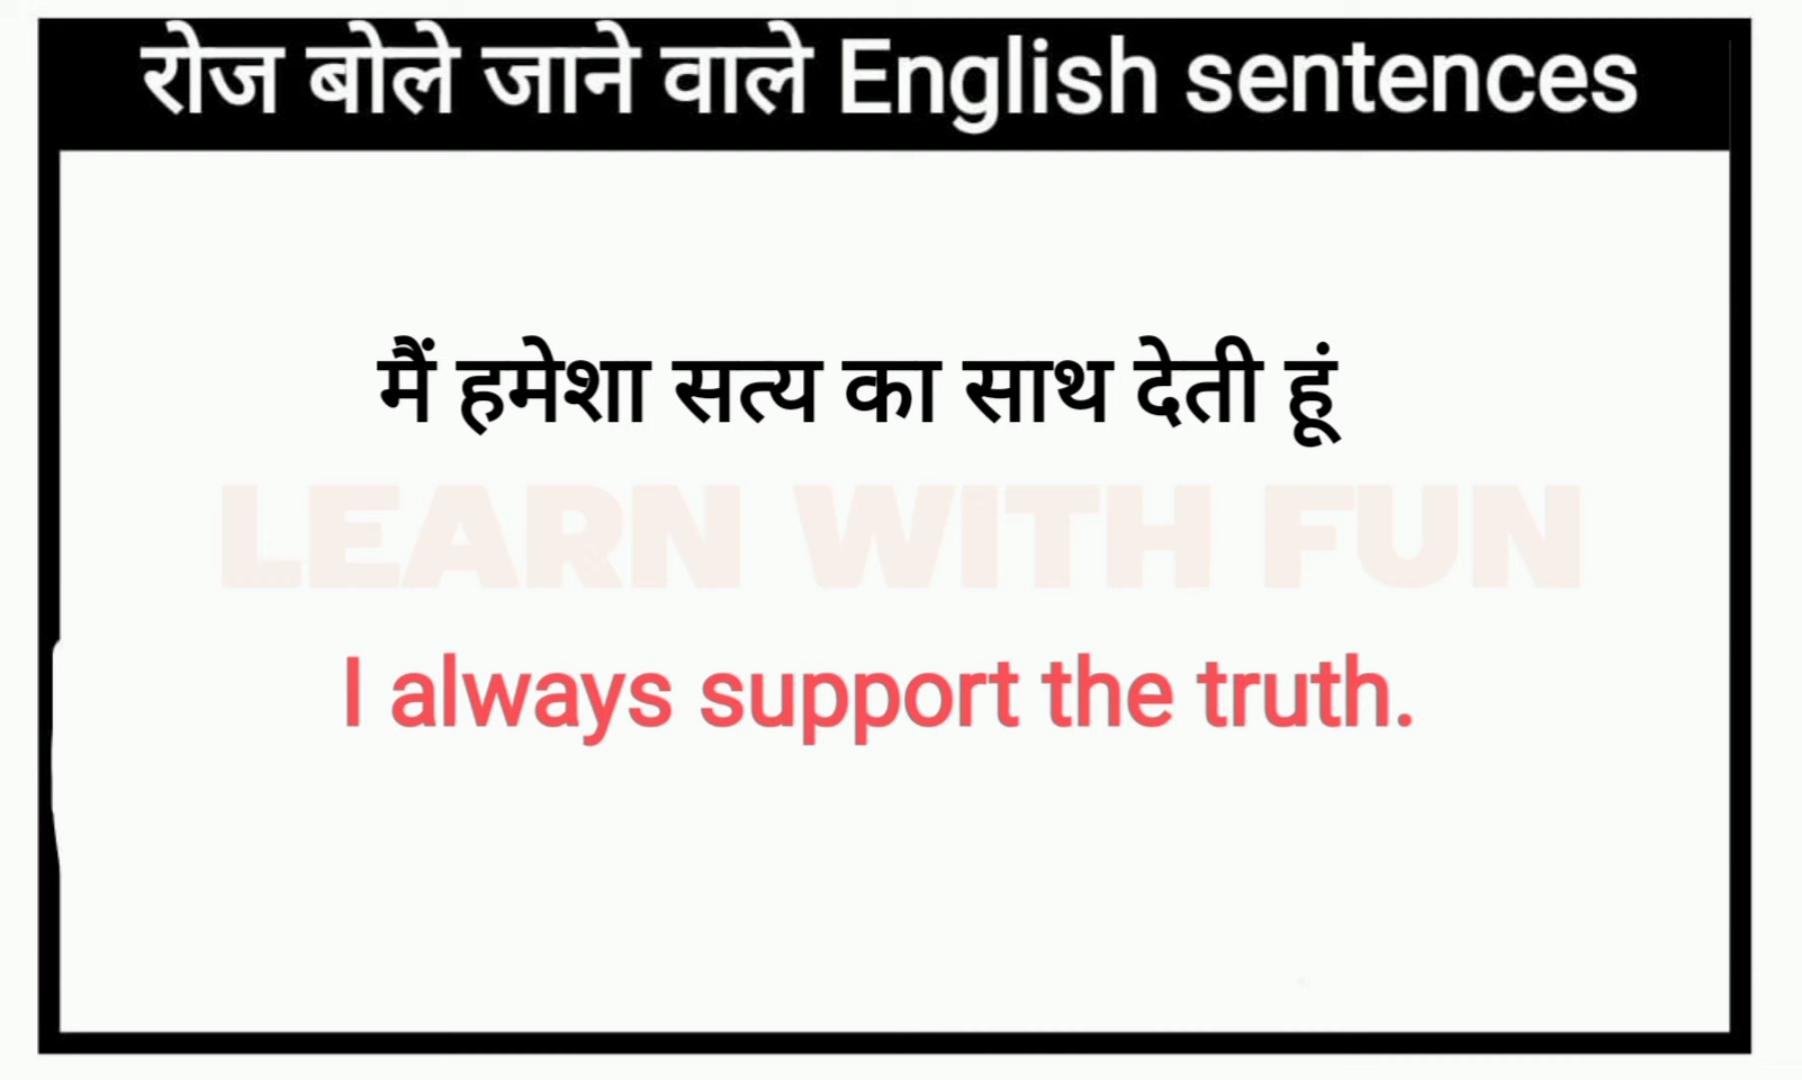 रोज बोले जाने वाले English sentences
मैं हमेशा सत्य का साथ देती हूं
LEARN WITH FUN
I always support the truth.